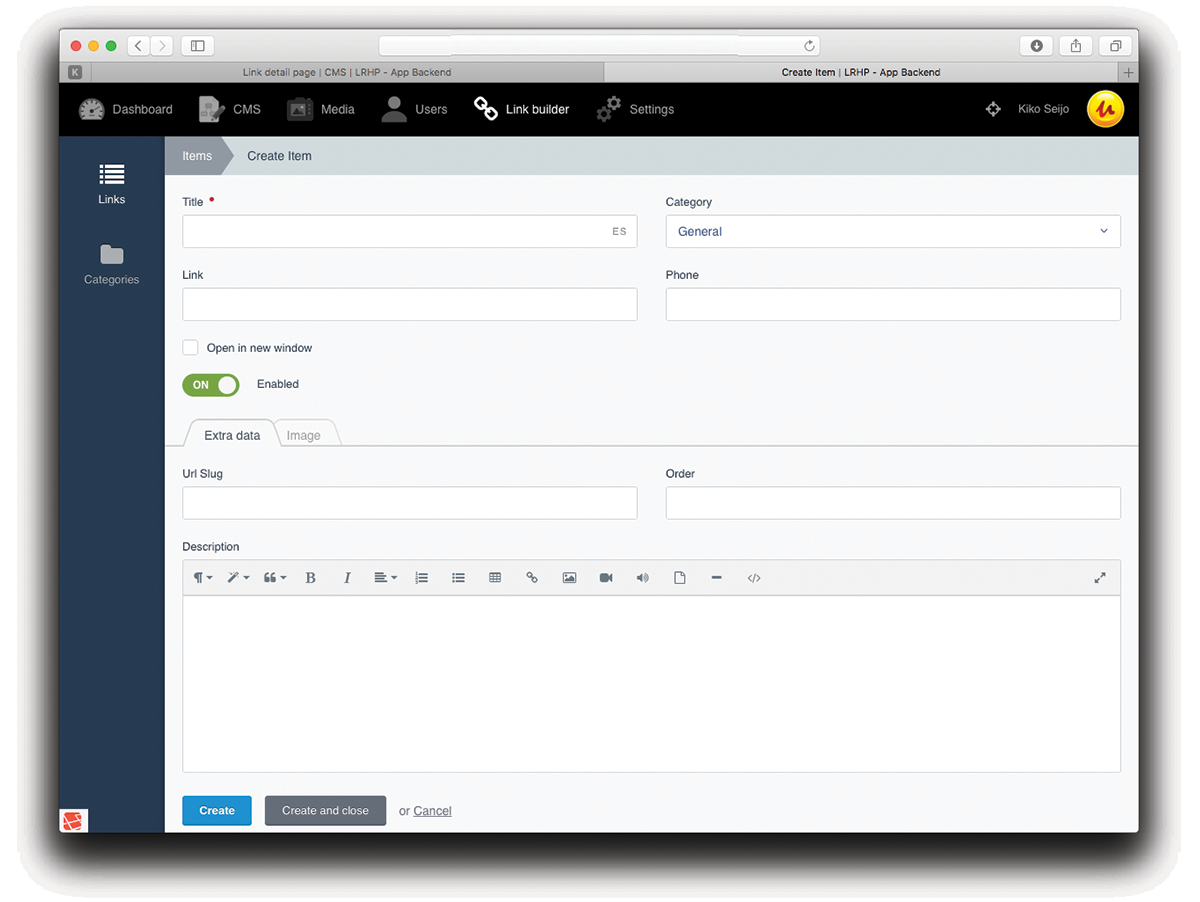 K
Link detail page | CMS | LRHP - App Backend
Create Item | LRHP - App Backend
Dashboard
CMS
Media
Users
Link builder
Settings
Kiko Seijo
Links
Categories
Items
Create Item
Title •
ES
Category
General
Link
Phone
Open in new window
ON
Enabled
Extra data
Image
Url Slug
Order
Description
B
I
Create
Create and close
or Cancel